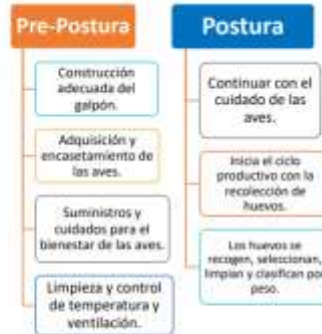 Pre-Postura
Construcción
adecuada del
galpón.
Adquisición y
encasetamiento de
las aves.
Suministros y
cuidados para el
bienestar de las aves.
Limpieza y control
de temperatura y
ventilación.
Postura
Continuar con el
cuidado de las
aves.
Inicia el ciclo
productivo con la
recolección de
huevos.
Los huevos se
recogen, seleccionan,
limpian y clasifican por
peso.